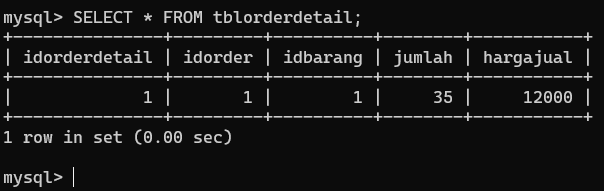 mysql> SELECT * FROM tblorderdetail;
+---------------+---------+----------+--------+-----------+
| idorderdetail | idorder | idbarang | jumlah | hargajual |
+---------------+---------+----------+--------+-----------+
|             1 |       1 |        1 |     35 |     12000 |
+---------------+---------+----------+--------+-----------+
1 row in set (0.00 sec)
mysql>